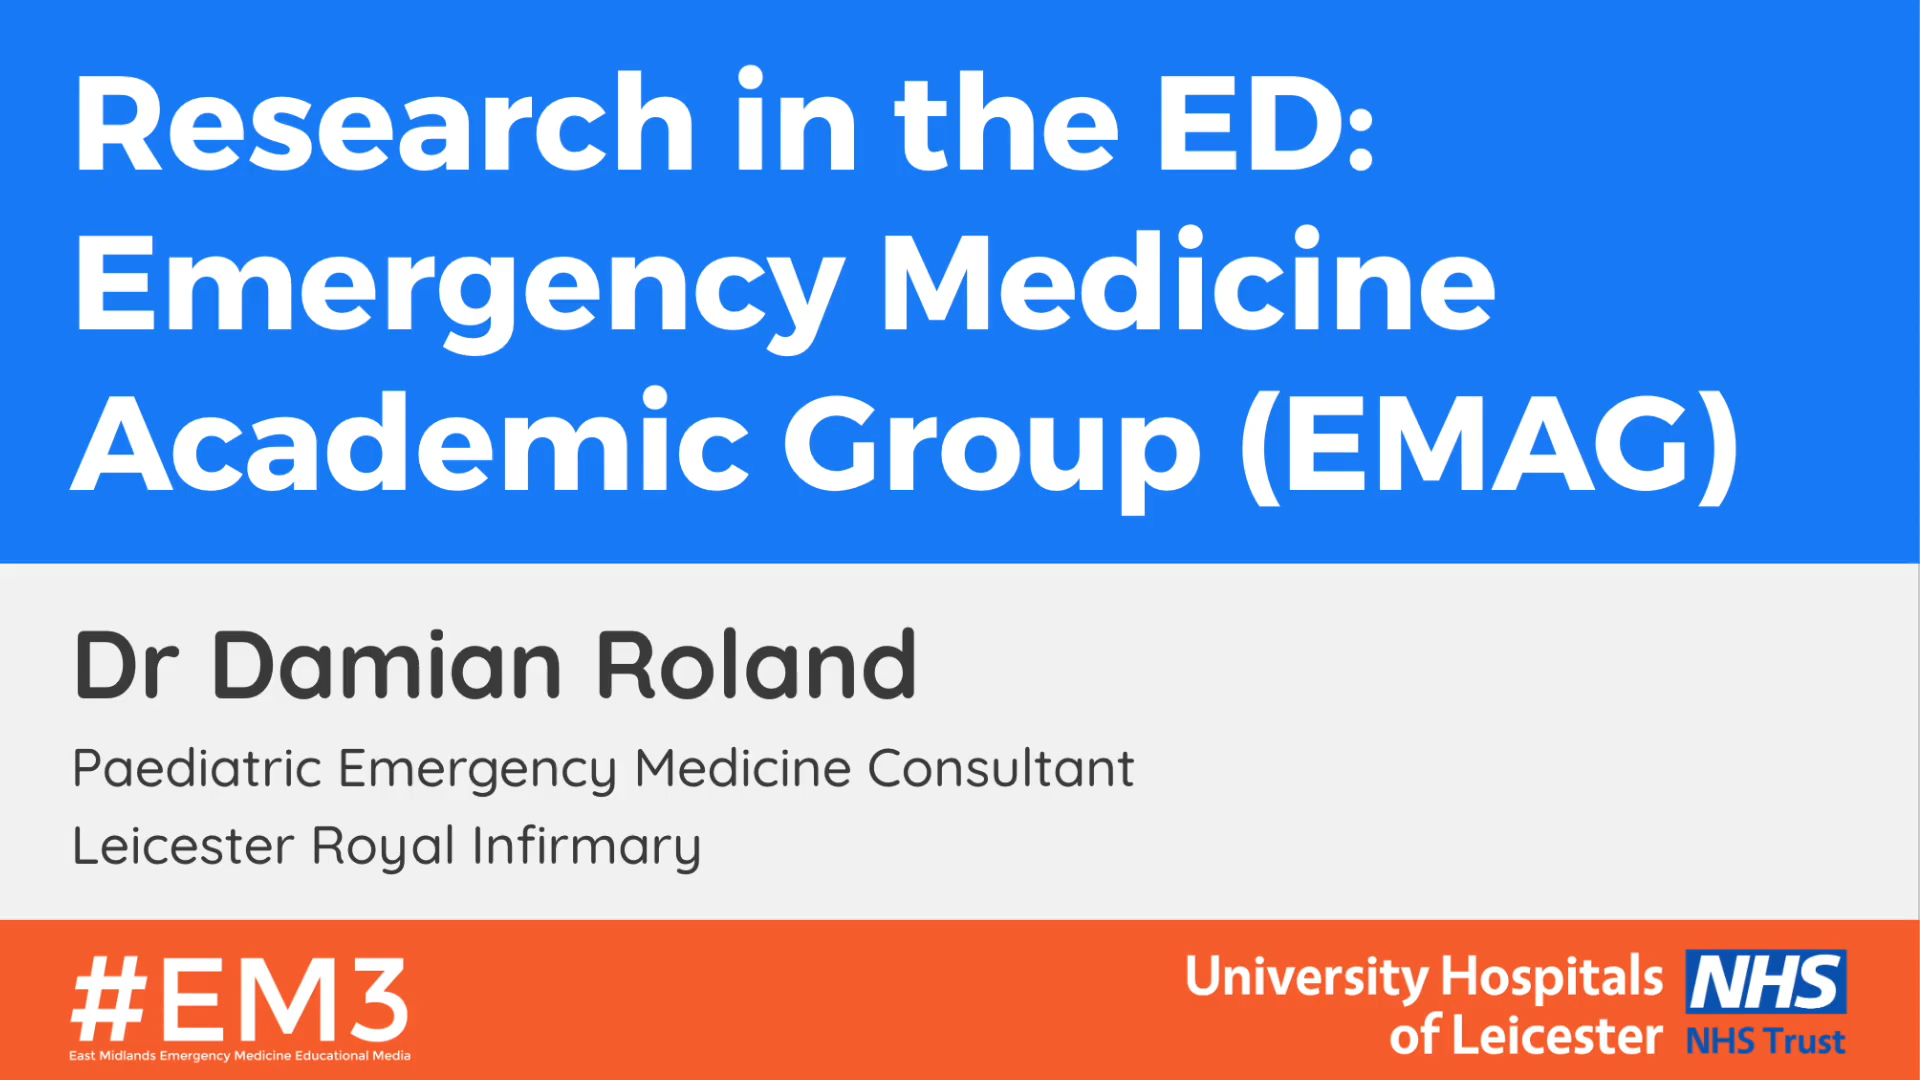 Research in the ED:
Emergency Medicine
Academic Group (EMAG)
Dr Damian Roland
Paediatric Emergency Medicine Consultant
Leicester Royal Infirmary
#EM3
East Midlands Emergency Medicine Educational Media
University Hospitals
of Leicester
NHS
NHS Trust